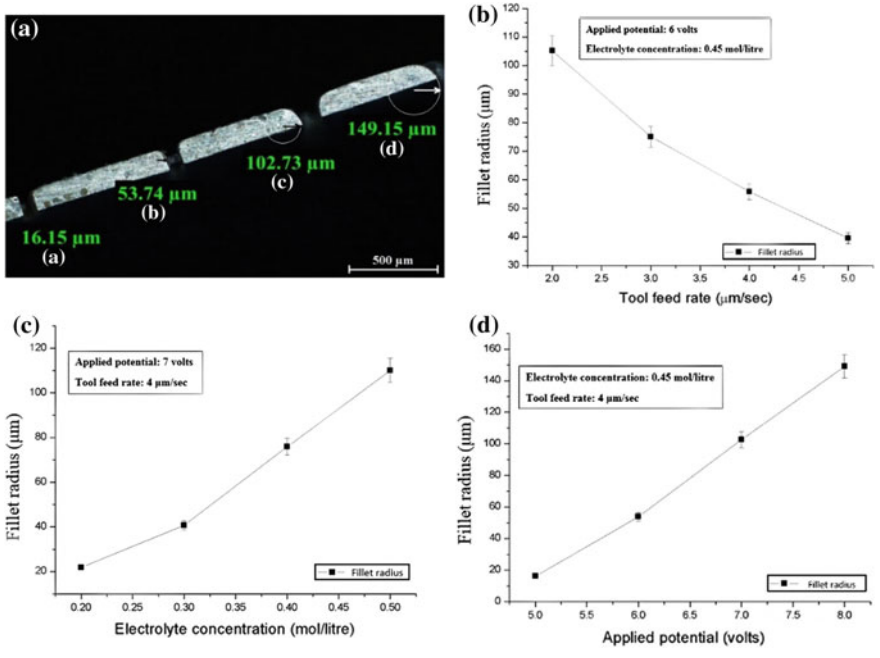 (a)
149.15 µm
(d)
102.73 µm
(c)
53.74 µm
(b)
16.15 µm
(a)
500 µm
(b)
Applied potential: 6 volts
Electrolyte concentration: 0.45 mol/litre
Fillet radius (µm)
120
110
100
90
80
70
60
50
40
30
Fillet radius
2.0 2.5 3.0 3.5 4.0 4.5 5.0
Tool feed rate (µm/sec)
(c)
Applied potential: 7 volts
Tool feed rate: 4 µm/sec
Fillet radius (µm)
120
100
80
60
40
20
Fillet radius
0.20 0.25 0.30 0.35 0.40 0.45 0.50
Electrolyte concentration (mol/litre)
(d)
Electrolyte concentration: 0.45 mol/litre
Tool feed rate: 4 µm/sec
Fillet radius (µm)
160
140
120
100
80
60
40
20
0
Fillet radius
5.0 5.5 6.0 6.5 7.0 7.5 8.0
Applied potential (volts)